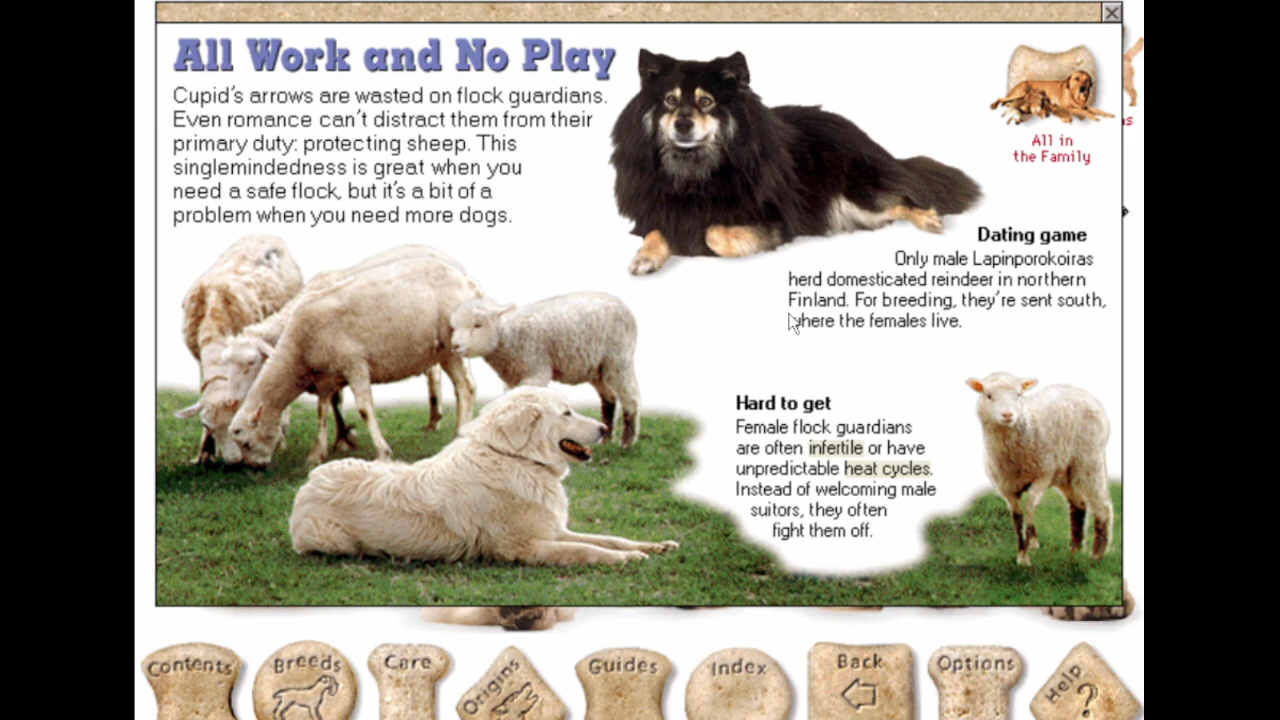 All Work and No Play
Cupid's arrows are wasted on flock guardians.
Even romance can't distract them from their
primary duty: protecting sheep. This
singlemindedness is great when you
need a safe flock, but it's a bit of a
problem when you need more dogs.
All in
the Family
Dating game
Only male Lapinporokoiras
herd domesticated reindeer in northern
Finland. For breeding, they're sent south,
where the females live.
Hard to get
Female flock guardians
are often infertile or have
unpredictable heat cycles.
Instead of welcoming male
suitors, they often
fight them off.
Contents
Breeds
Care
Origins
Guides
Index
Back
Options
Help
?